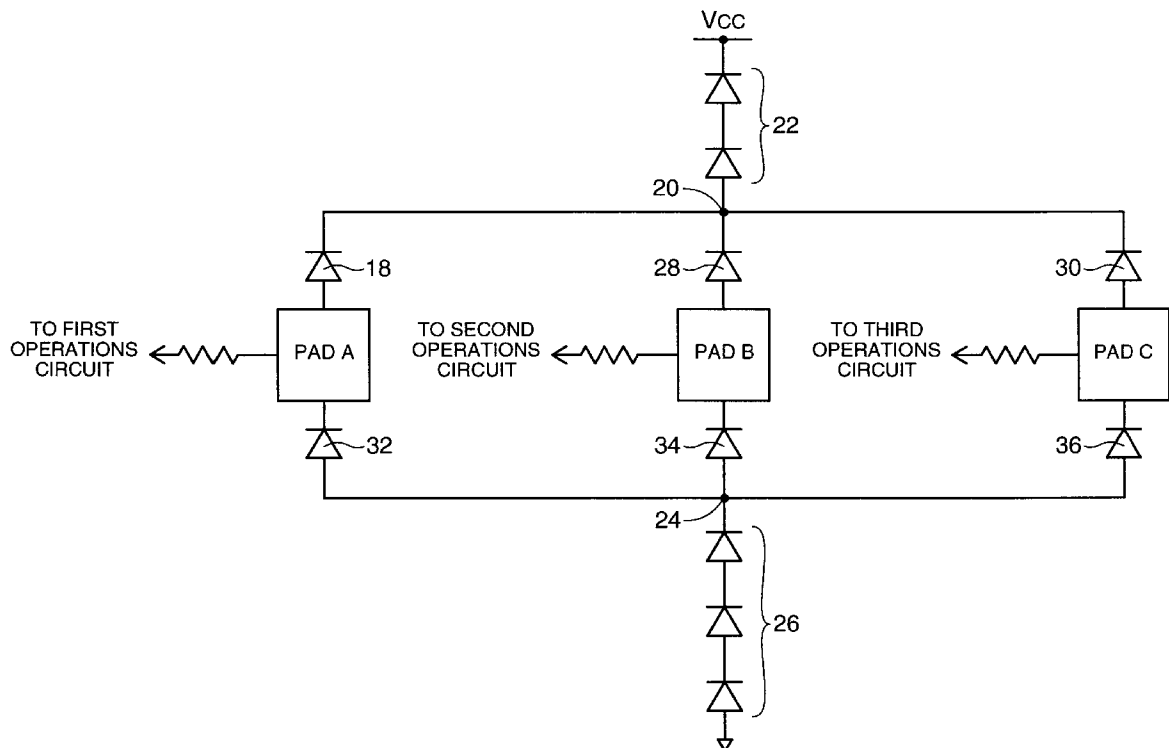 VCC
22
20
18
28
30
TO FIRST
OPERATIONS
CIRCUIT
PAD A
TO SECOND
OPERATIONS
CIRCUIT
PAD B
TO THIRD
OPERATIONS
CIRCUIT
PAD C
32
34
36
24
26